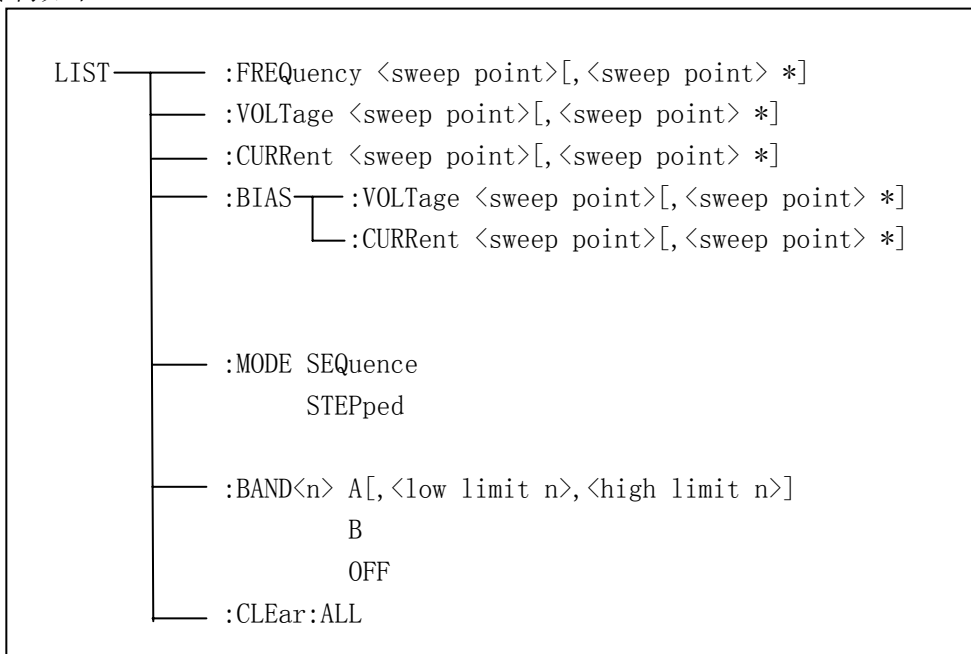 LIST :FREQuency <sweep point>[,<sweep point> *]
:VOLTage <sweep point>[,<sweep point> *]
:CURRent <sweep point>[,<sweep point> *]
:BIAS :VOLTage <sweep point>[,<sweep point> *]
:CURRent <sweep point>[,<sweep point> *]
:MODE SEQuence
STEPped
:BAND<n> A[,<low limit n>,<high limit n>]
B
OFF
:CLEar:ALL